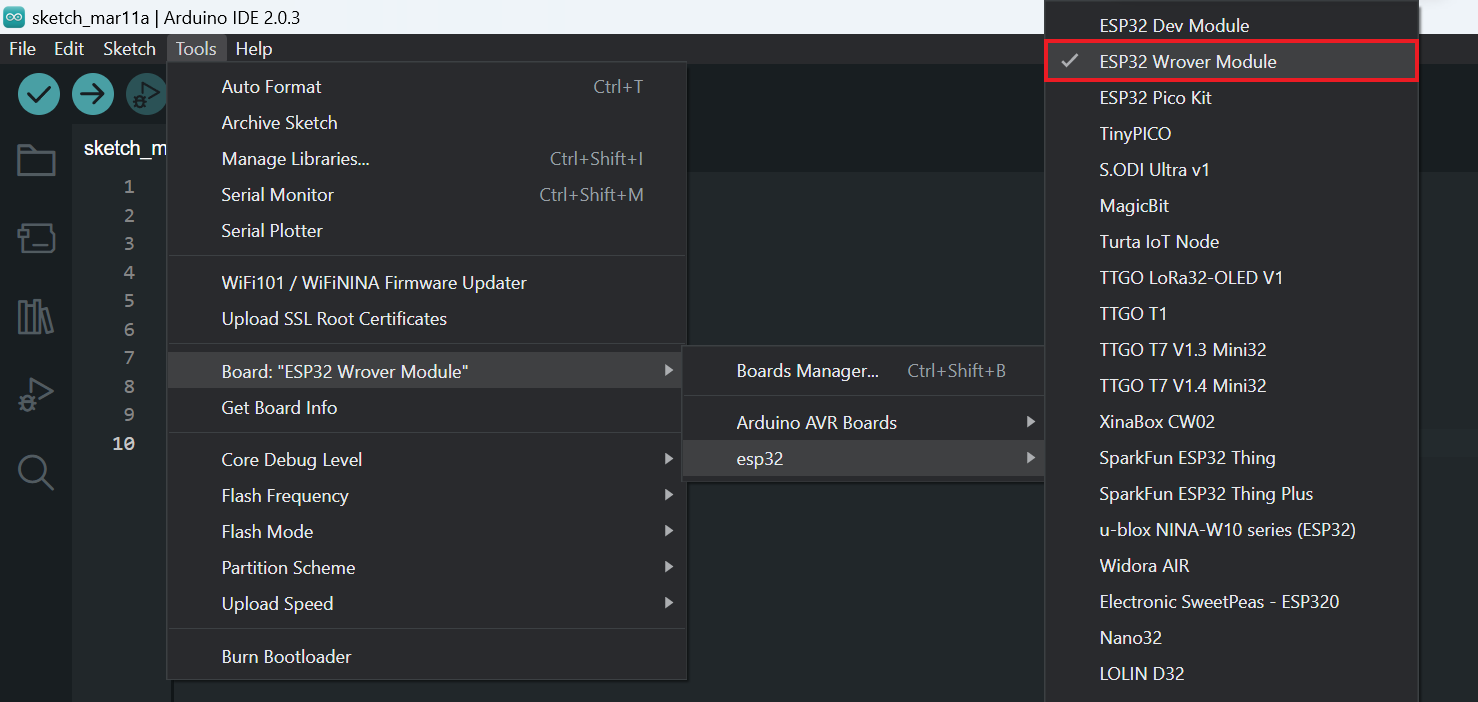 sketch_mar11a | Arduino IDE 2.0.3
File Edit Sketch Tools Help
sketch_m
1
2
3
4
5
6
7
8
9
10
Auto Format Ctrl+T
Archive Sketch
Manage Libraries... Ctrl+Shift+I
Serial Monitor Ctrl+Shift+M
Serial Plotter
WiFi101 / WiFiNINA Firmware Updater
Upload SSL Root Certificates
Board: "ESP32 Wrover Module"
Get Board Info
Core Debug Level
Flash Frequency
Flash Mode
Partition Scheme
Upload Speed
Burn Bootloader
Boards Manager... Ctrl+Shift+B
Arduino AVR Boards
esp32
ESP32 Dev Module
ESP32 Wrover Module
ESP32 Pico Kit
TinyPICO
S.ODI Ultra v1
MagicBit
Turta IoT Node
TTGO LoRa32-OLED V1
TTGO T1
TTGO T7 V1.3 Mini32
TTGO T7 V1.4 Mini32
XinaBox CW02
SparkFun ESP32 Thing
SparkFun ESP32 Thing Plus
u-blox NINA-W10 series (ESP32)
Widora AIR
Electronic SweetPeas - ESP320
Nano32
LOLIN D32